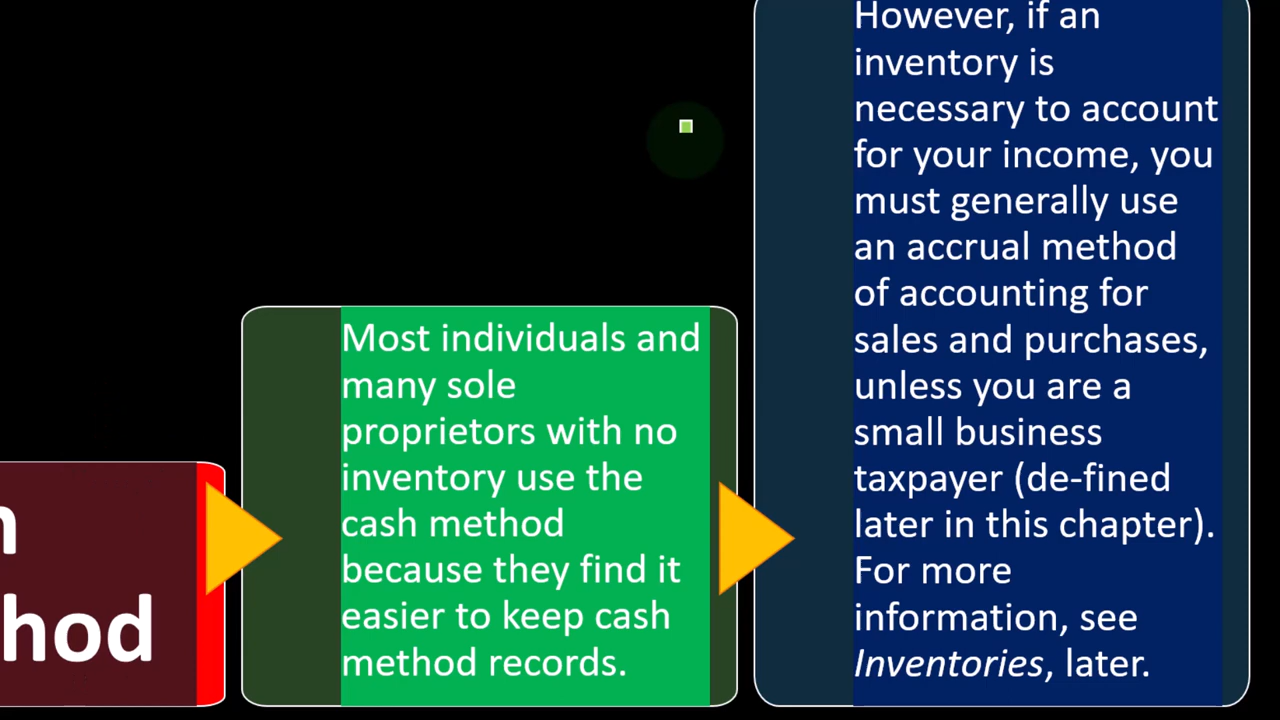 hod
Most individuals and
many sole
proprietors with no
inventory use the
cash method
because they find it
easier to keep cash
method records.
However, if an
inventory is
necessary to account
for your income, you
must generally use
an accrual method
of accounting for
sales and purchases,
unless you are a
small business
taxpayer (de-fined
later in this chapter).
For more
information, see
Inventories, later.